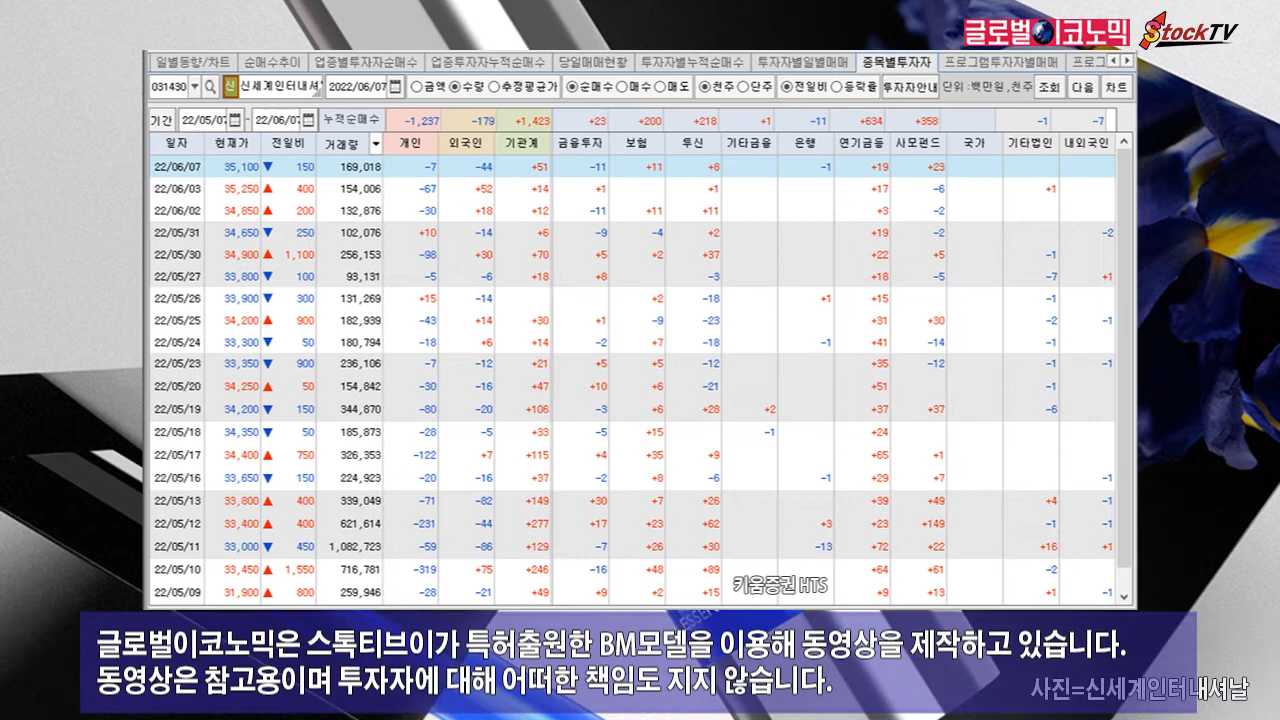 글로벌이코노믹 StockTV
일별동향/차트 순매수추이 업종별투자자순매수 업종투자자누적순매수 당일매매현황 투자자별누적순매수 투자자별일별매매 종목별투자자 프로그램투자자별매매 프로그
031430 신 신세계인터내셔 2022/06/07 금액 수량 추정평균가 순매수 매수 매도 천주 단주 전일비 등락률 투자자안내 단위:백만원,천주 조회 다음 차트
기간 22/05/07 - 22/06/07 누적순매수 -1,237 -179 +1,423 +23 +200 +218 +1 -11 +634 +358 -1 -7
일자 현재가 전일비 거래량 개인 외국인 기관계 금융투자 보험 투신 기타금융 은행 연기금등 사모펀드 국가 기타법인 내외국인
22/06/07 35,100 ▼ 150 169,018 -7 -44 +51 -11 +11 +8 -1 +19 +23
22/06/03 35,250 ▲ 400 154,006 -67 +52 +14 +1 +1 +17 -6 +1
22/06/02 34,850 ▲ 200 132,876 -30 +18 +12 -11 +11 +11 +3 -2
22/05/31 34,650 ▼ 250 102,076 +10 -14 +6 -9 -4 +2 +19 -2 -2
22/05/30 34,900 ▲ 1,100 256,153 -98 +30 +70 +5 +2 +37 +22 +5 -1
22/05/27 33,800 ▼ 100 93,131 -5 -6 +18 +8 -3 +18 -5 -7 +1
22/05/26 33,900 ▼ 300 131,269 +15 -14 +2 -18 +1 +15 -1
22/05/25 34,200 ▲ 900 182,939 -43 +14 +30 +1 -9 -23 +31 +30 -2 -1
22/05/24 33,300 ▼ 50 180,794 -18 +6 +14 -2 +7 -18 -1 +41 -14 -1
22/05/23 33,350 ▼ 900 236,106 -7 -12 +21 +5 +5 -12 +35 -12 -1 -1
22/05/20 34,250 ▲ 50 154,842 -30 -16 +47 +10 +6 -21 +51 -1
22/05/19 34,200 ▼ 150 344,870 -80 -20 +106 -3 +6 +28 +2 +37 +37 -6
22/05/18 34,350 ▼ 50 185,873 -28 -5 +33 -5 +15 -1 +24
22/05/17 34,400 ▲ 750 326,353 -122 +7 +115 +4 +35 +9 +65 +1
22/05/16 33,650 ▼ 150 224,923 -20 -16 +37 -2 +8 -6 -1 +29 +7 -1
22/05/13 33,800 ▲ 400 339,049 -71 -82 +149 +30 +7 +26 +39 +49 +4 -1
22/05/12 33,400 ▲ 400 621,614 -231 -44 +277 +17 +23 +62 +3 +23 +149 -1 -1
22/05/11 33,000 ▼ 450 1,082,723 -59 -86 +129 -7 +26 +30 -13 +72 +22 +16 +1
22/05/10 33,450 ▲ 1,550 716,781 -319 +75 +246 -16 +48 +89 +64 +61 -2
22/05/09 31,900 ▲ 800 259,946 -28 -21 +49 +9 +2 +15 +9 +13 +1 -1
키움증권 HTS
글로벌이코노믹은 스톡티브이가 특허출원한 BM모델을 이용해 동영상을 제작하고 있습니다.
동영상은 참고용이며 투자자에 대해 어떠한 책임도 지지 않습니다.
사진=신세계인터내셔날